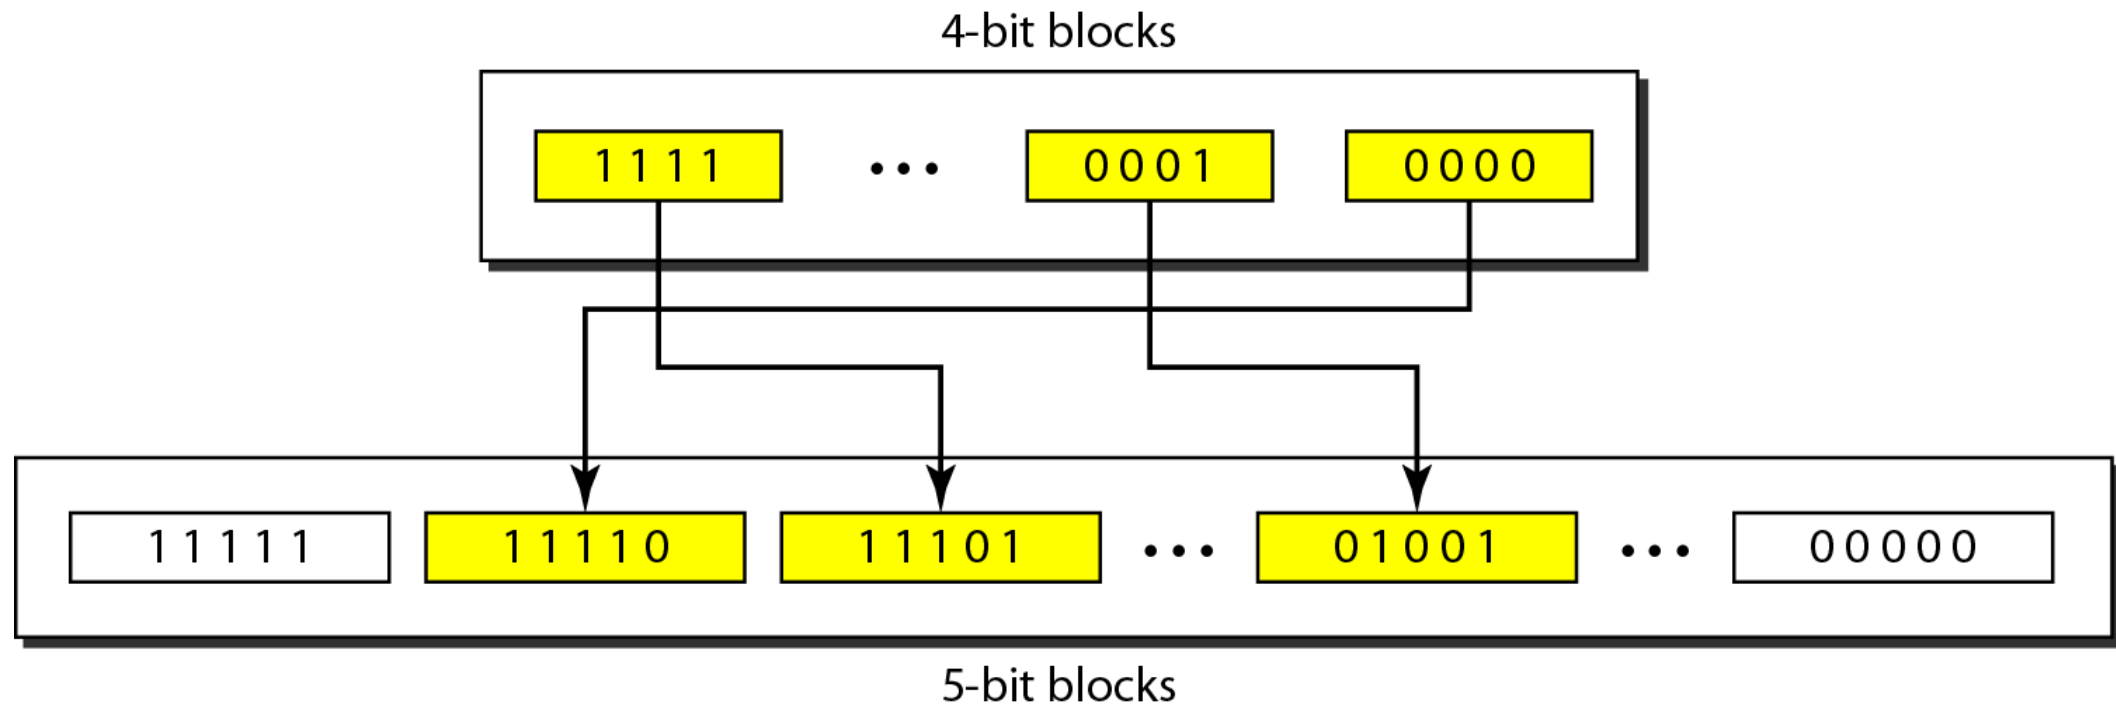 4-bit blocks
1111 ••• 0001 0000
11111 11110 11101 ••• 01001 ••• 00000
5-bit blocks